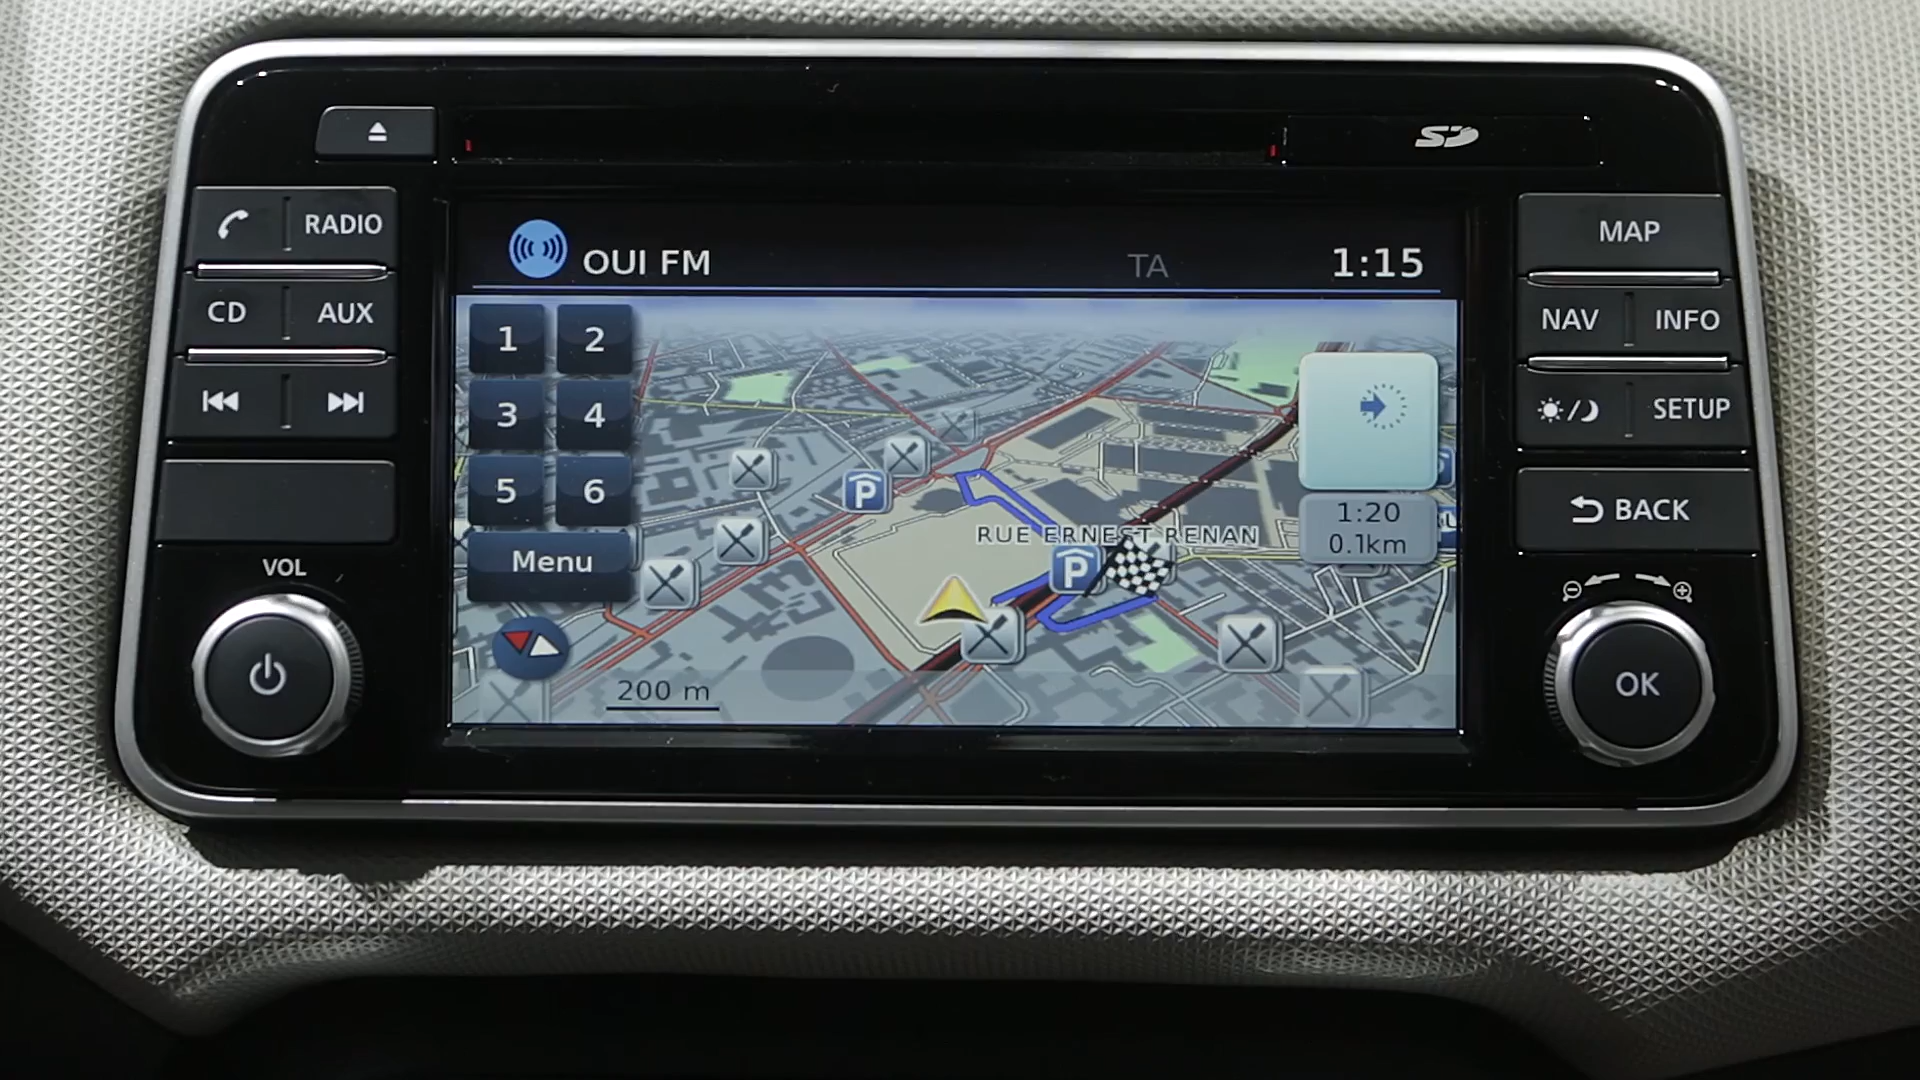 SD
RADIO
MAP
OUI FM
TA
1:15
CD
AUX
1
2
NAV
INFO
3
4
SETUP
5
6
1:20
0.1km
BACK
RUE ERNEST RENAN
P
P
Menu
VOL
200 m
OK